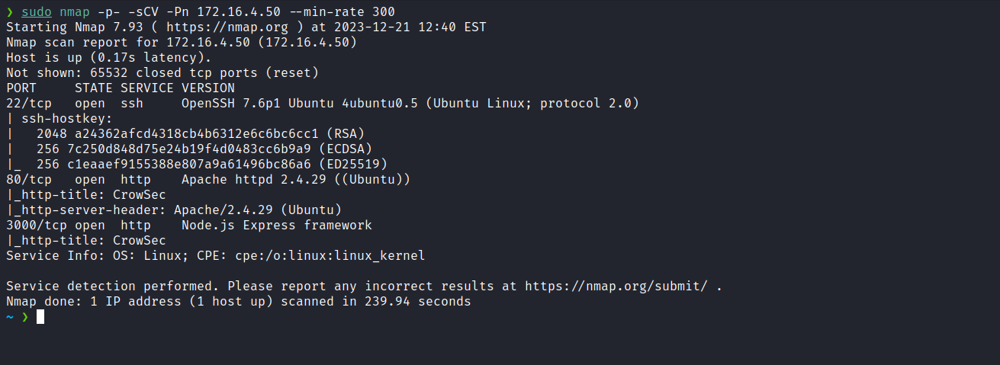 ❯ sudo nmap -p- -sCV -Pn 172.16.4.50 --min-rate 300
Starting Nmap 7.93 ( https://nmap.org ) at 2023-12-21 12:40 EST
Nmap scan report for 172.16.4.50 (172.16.4.50)
Host is up (0.17s latency).
Not shown: 65532 closed tcp ports (reset)
PORT     STATE SERVICE VERSION
22/tcp   open  ssh     OpenSSH 7.6p1 Ubuntu 4ubuntu0.5 (Ubuntu Linux; protocol 2.0)
| ssh-hostkey:
|   2048 a24362afcd4318cb4b6312e6c6bc6cc1 (RSA)
|   256 7c250d848d75e24b19f4d0483cc6b9a9 (ECDSA)
|_  256 c1eaaef9155388e807a9a61496bc86a6 (ED25519)
80/tcp   open  http    Apache httpd 2.4.29 ((Ubuntu))
|_http-title: CrowSec
|_http-server-header: Apache/2.4.29 (Ubuntu)
3000/tcp open  http    Node.js Express framework
|_http-title: CrowSec
Service Info: OS: Linux; CPE: cpe:/o:linux:linux_kernel
Service detection performed. Please report any incorrect results at https://nmap.org/submit/ .
Nmap done: 1 IP address (1 host up) scanned in 239.94 seconds
~ ❯